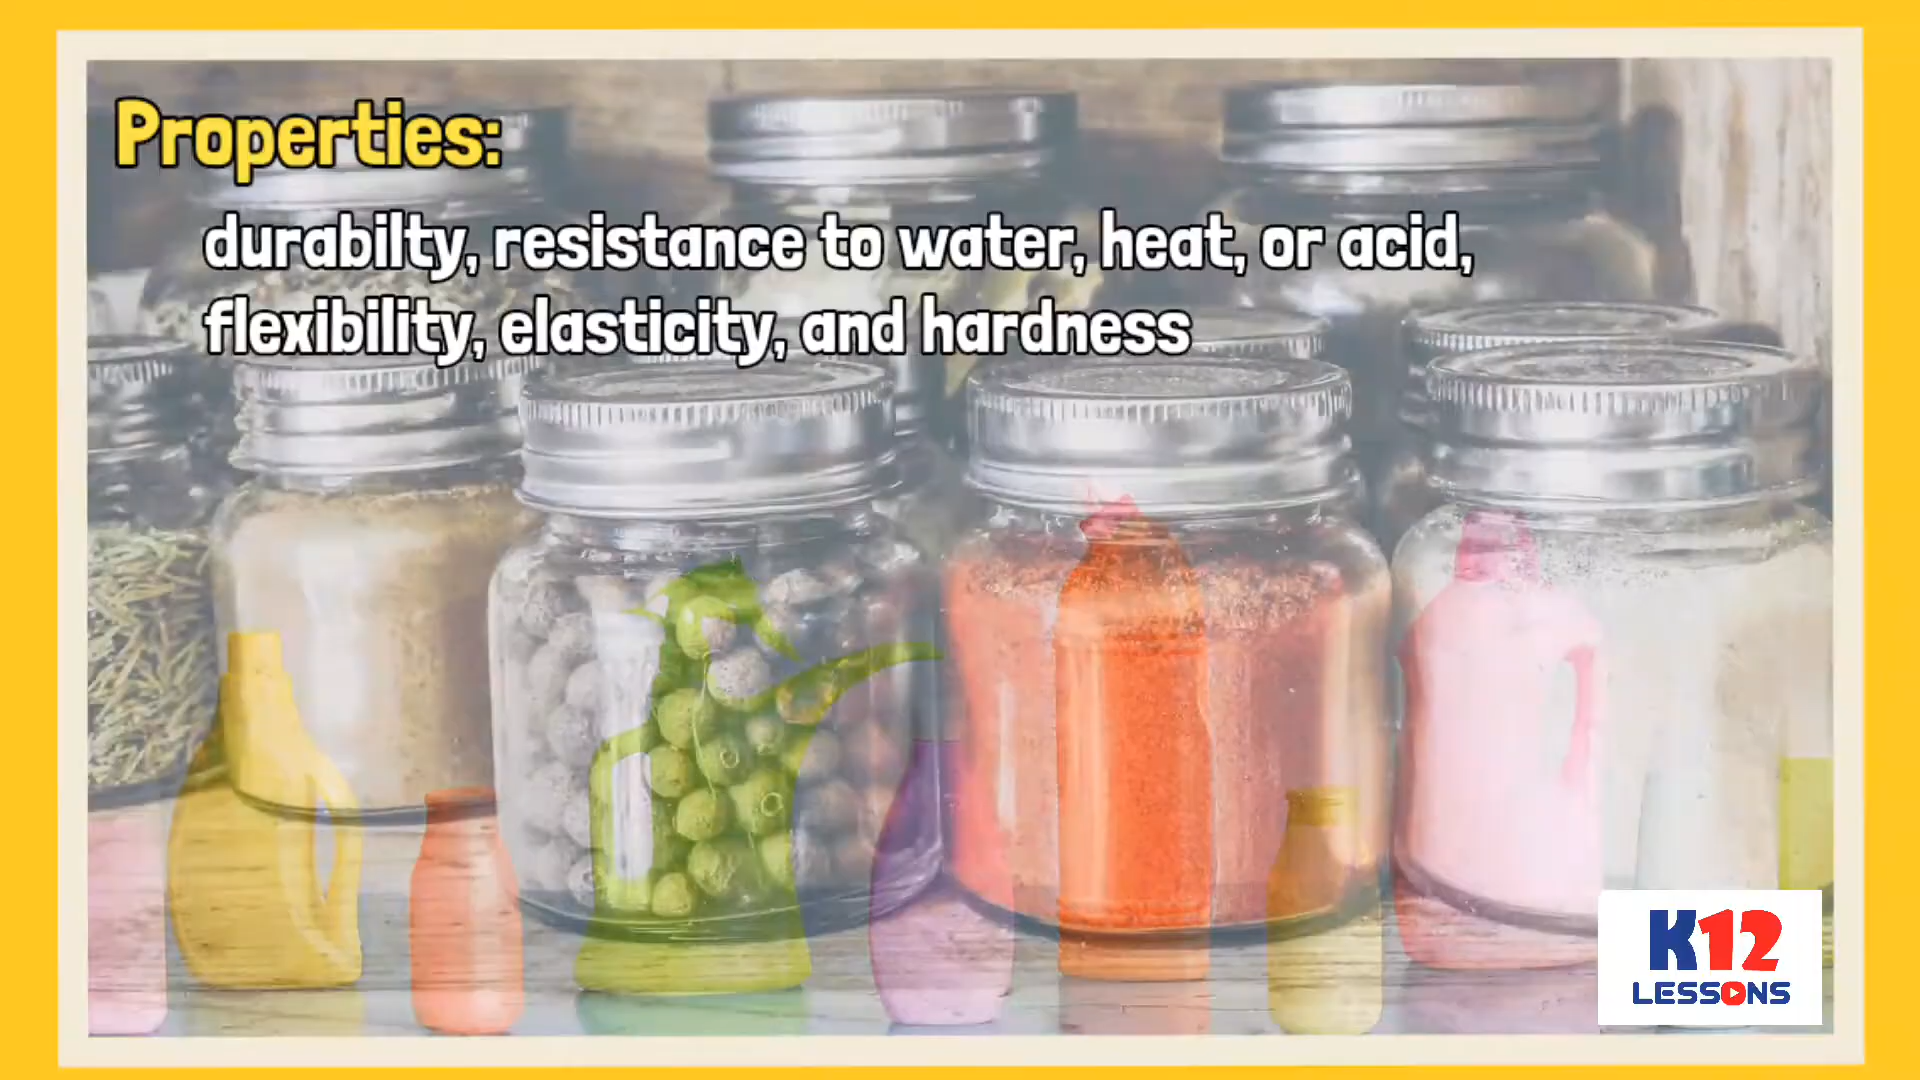 Properties:
durabilty, resistance to water, heat, or acid,
flexibility, elasticity, and hardness
K12
LESSONS